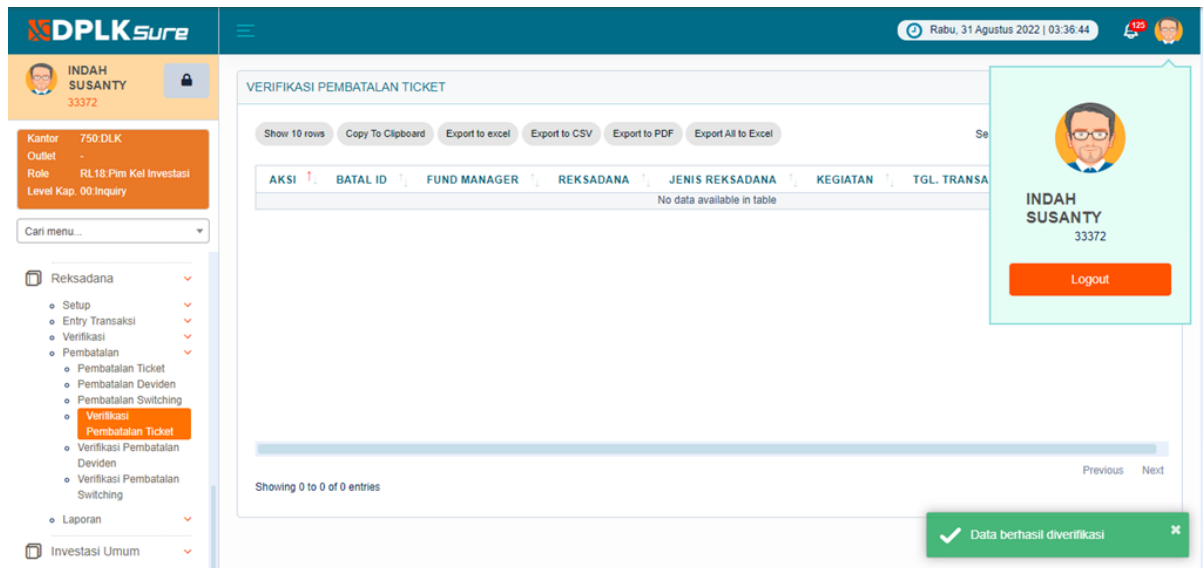 DPLKSure
Rabu, 31 Agustus 2022 | 03:36:44
125
INDAH
SUSANTY
33372
Kantor 750:DLK
Outlet -
Role RL18:Pim Kel Investasi
Level Kap. 00:Inquiry
Cari menu...
Reksadana
Setup
Entry Transaksi
Verifikasi
Pembatalan
Pembatalan Ticket
Pembatalan Deviden
Pembatalan Switching
Verifikasi
Pembatalan Ticket
Verifikasi Pembatalan
Deviden
Verifikasi Pembatalan
Switching
Laporan
Investasi Umum
VERIFIKASI PEMBATALAN TICKET
Show 10 rows Copy To Clipboard Export to excel Export to CSV Export to PDF Export All to Excel Se
AKSI BATAL ID FUND MANAGER REKSADANA JENIS REKSADANA KEGIATAN TGL. TRANSA
No data available in table
Previous Next
Showing 0 to 0 of 0 entries
INDAH
SUSANTY
33372
Logout
Data berhasil diverifikasi